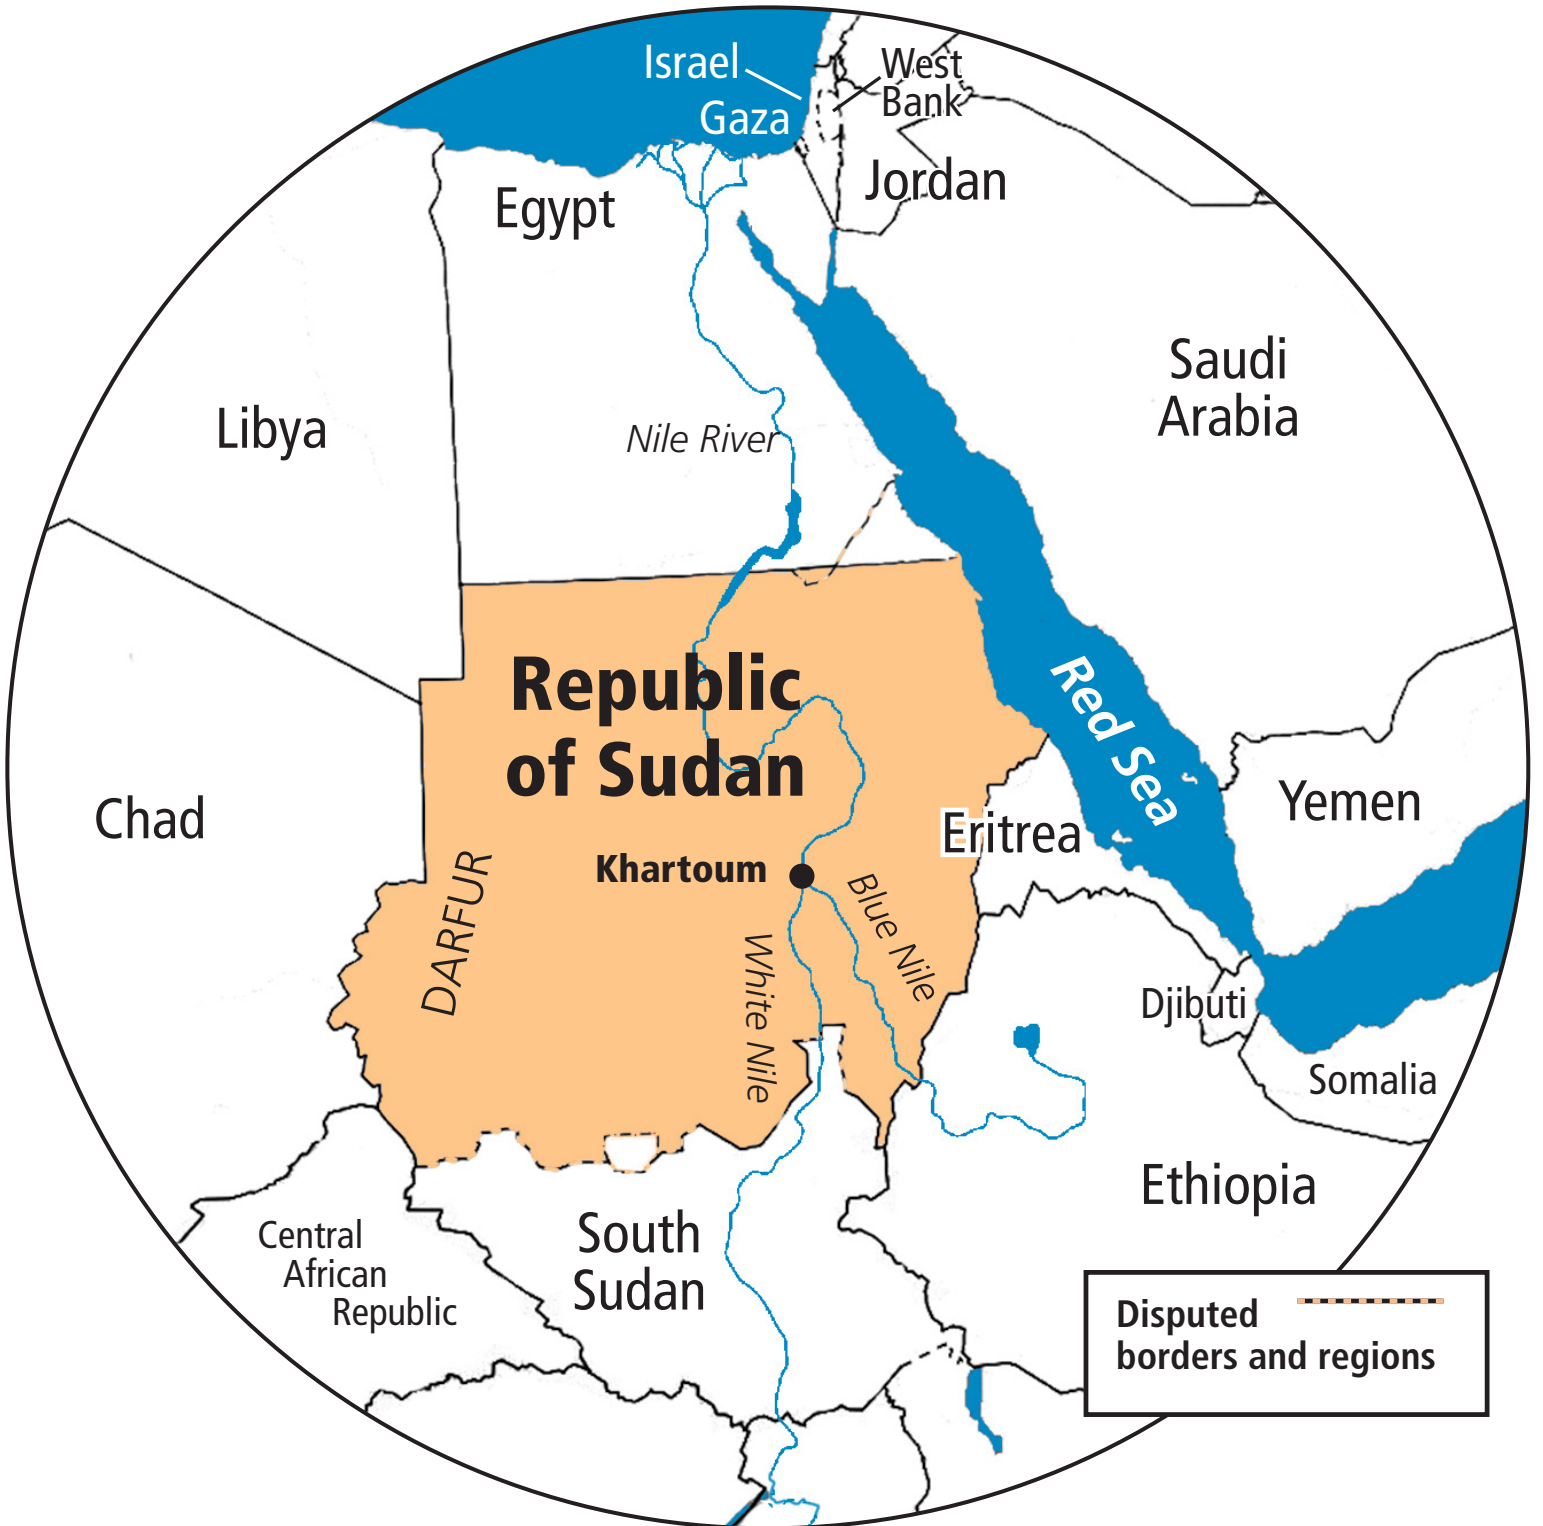 Israel
Gaza
West
Bank
Jordan
Egypt
Saudi
Arabia
Libya
Nile River
Republic
of Sudan
Red Sea
Chad
Yemen
Eritrea
Khartoum
DARFUR
Blue Nile
White Nile
Djibuti
Somalia
Ethiopia
Central
African
Republic
South
Sudan
Disputed
borders and regions